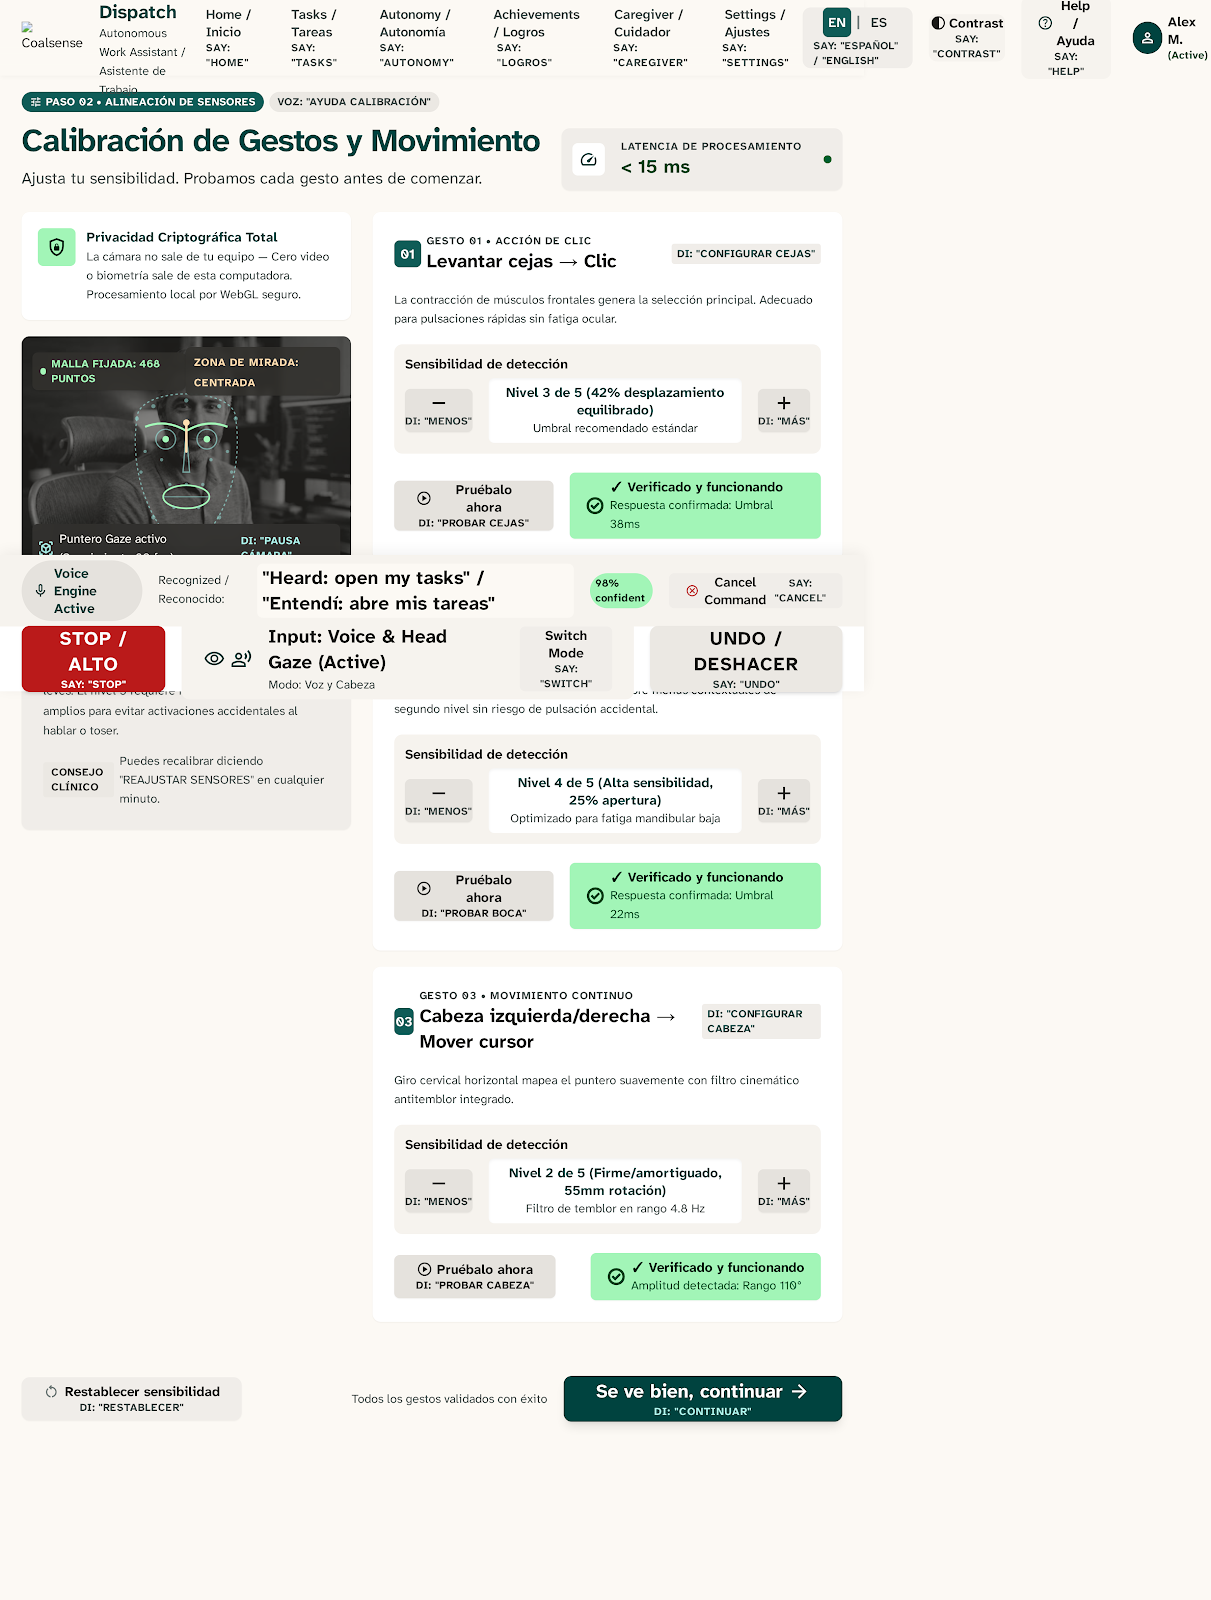 Coalsense
Dispatch
Autonomous
Work Assistant /
Asistente de
Trabajo
Home /
Inicio
SAY:
"HOME"
Tasks /
Tareas
SAY:
"TASKS"
Autonomy /
Autonomía
SAY:
"AUTONOMY"
Achievements
/ Logros
SAY:
"LOGROS"
Caregiver /
Cuidador
SAY:
"CAREGIVER"
Settings /
Ajustes
SAY:
"SETTINGS"
EN | ES
SAY: "ESPAÑOL"
/ "ENGLISH"
Contrast
SAY:
"CONTRAST"
Help
/
Ayuda
SAY:
"HELP"
Alex
M.
(Active)
PASO 02 • ALINEACIÓN DE SENSORES
VOZ: "AYUDA CALIBRACIÓN"
Calibración de Gestos y Movimiento
Ajusta tu sensibilidad. Probamos cada gesto antes de comenzar.
LATENCIA DE PROCESAMIENTO
< 15 ms
Privacidad Criptográfica Total
La cámara no sale de tu equipo — Cero video
o biometría sale de esta computadora.
Procesamiento local por WebGL seguro.
MALLA FIJADA: 468
PUNTOS
ZONA DE MIRADA:
CENTRADA
Puntero Gaze activo
DI: "PAUSA
CÁMARA"
01
GESTO 01 • ACCIÓN DE CLIC
Levantar cejas → Clic
DI: "CONFIGURAR CEJAS"
La contracción de músculos frontales genera la selección principal. Adecuado
para pulsaciones rápidas sin fatiga ocular.
Sensibilidad de detección
−
DI: "MENOS"
Nivel 3 de 5 (42% desplazamiento
equilibrado)
Umbral recomendado estándar
+
DI: "MÁS"
Pruébalo
ahora
DI: "PROBAR CEJAS"
✓ Verificado y funcionando
Respuesta confirmada: Umbral
38ms
Voice
Engine
Active
Recognized /
Reconocido:
"Heard: open my tasks" /
"Entendí: abre mis tareas"
98%
confident
Cancel
Command
SAY:
"CANCEL"
STOP /
ALTO
SAY: "STOP"
Input: Voice & Head
Gaze (Active)
Modo: Voz y Cabeza
Switch
Mode
SAY:
"SWITCH"
UNDO /
DESHACER
SAY: "UNDO"
amplios para evitar activaciones accidentales al
hablar o toser.
CONSEJO
CLÍNICO
Puedes recalibrar diciendo
"REAJUSTAR SENSORES" en cualquier
minuto.
segundo nivel sin riesgo de pulsación accidental.
Sensibilidad de detección
−
DI: "MENOS"
Nivel 4 de 5 (Alta sensibilidad,
25% apertura)
Optimizado para fatiga mandibular baja
+
DI: "MÁS"
Pruébalo
ahora
DI: "PROBAR BOCA"
✓ Verificado y funcionando
Respuesta confirmada: Umbral
22ms
03
GESTO 03 • MOVIMIENTO CONTINUO
Cabeza izquierda/derecha →
Mover cursor
DI: "CONFIGURAR
CABEZA"
Giro cervical horizontal mapea el puntero suavemente con filtro cinemático
antitemblor integrado.
Sensibilidad de detección
−
DI: "MENOS"
Nivel 2 de 5 (Firme/amortiguado,
55mm rotación)
Filtro de temblor en rango 4.8 Hz
+
DI: "MÁS"
Pruébalo ahora
DI: "PROBAR CABEZA"
✓ Verificado y funcionando
Amplitud detectada: Rango 110°
Restablecer sensibilidad
DI: "RESTABLECER"
Todos los gestos validados con éxito
Se ve bien, continuar →
DI: "CONTINUAR"